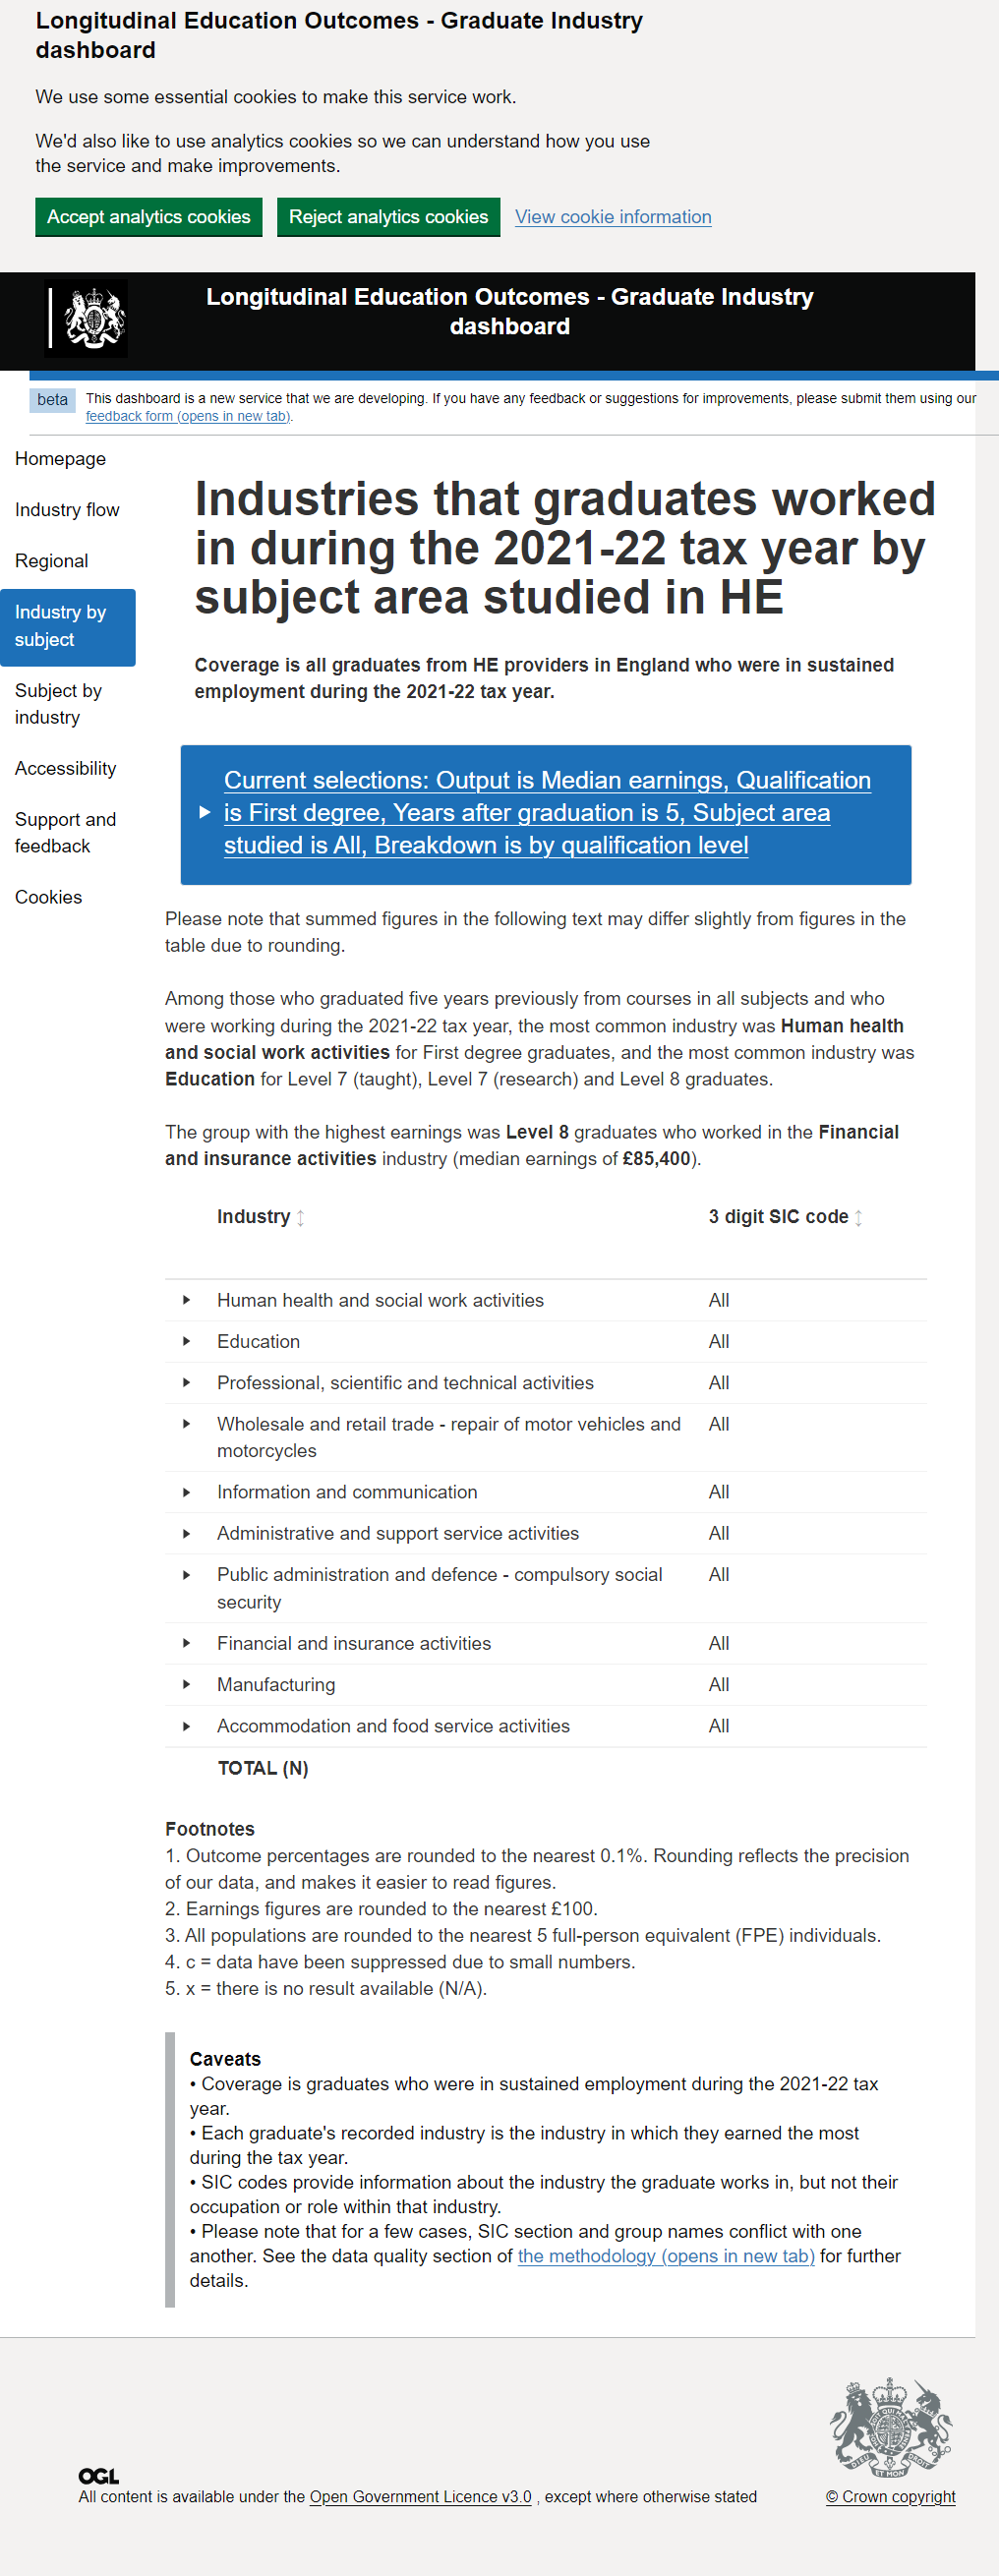 Longitudinal Education Outcomes - Graduate Industry
dashboard
We use some essential cookies to make this service work.
We'd also like to use analytics cookies so we can understand how you use
the service and make improvements.
Accept analytics cookies Reject analytics cookies View cookie information
Longitudinal Education Outcomes - Graduate Industry
dashboard
beta This dashboard is a new service that we are developing. If you have any feedback or suggestions for improvements, please submit them using our
feedback form (opens in new tab).
Homepage
Industry flow
Regional
Industry by
subject
Subject by
industry
Accessibility
Support and
feedback
Cookies
Industries that graduates worked
in during the 2021-22 tax year by
subject area studied in HE
Coverage is all graduates from HE providers in England who were in sustained
employment during the 2021-22 tax year.
Current selections: Output is Median earnings, Qualification
is First degree, Years after graduation is 5, Subject area
studied is All, Breakdown is by qualification level
Please note that summed figures in the following text may differ slightly from figures in the
table due to rounding.
Among those who graduated five years previously from courses in all subjects and who
were working during the 2021-22 tax year, the most common industry was Human health
and social work activities for First degree graduates, and the most common industry was
Education for Level 7 (taught), Level 7 (research) and Level 8 graduates.
The group with the highest earnings was Level 8 graduates who worked in the Financial
and insurance activities industry (median earnings of £85,400).
Industry 3 digit SIC code
Human health and social work activities All
Education All
Professional, scientific and technical activities All
Wholesale and retail trade - repair of motor vehicles and All
motorcycles
Information and communication All
Administrative and support service activities All
Public administration and defence - compulsory social All
security
Financial and insurance activities All
Manufacturing All
Accommodation and food service activities All
TOTAL (N)
Footnotes
1. Outcome percentages are rounded to the nearest 0.1%. Rounding reflects the precision
of our data, and makes it easier to read figures.
2. Earnings figures are rounded to the nearest £100.
3. All populations are rounded to the nearest 5 full-person equivalent (FPE) individuals.
4. c = data have been suppressed due to small numbers.
5. x = there is no result available (N/A).
Caveats
• Coverage is graduates who were in sustained employment during the 2021-22 tax
year.
• Each graduate's recorded industry is the industry in which they earned the most
during the tax year.
• SIC codes provide information about the industry the graduate works in, but not their
occupation or role within that industry.
• Please note that for a few cases, SIC section and group names conflict with one
another. See the data quality section of the methodology (opens in new tab) for further
details.
OGL
All content is available under the Open Government Licence v3.0 , except where otherwise stated
© Crown copyright